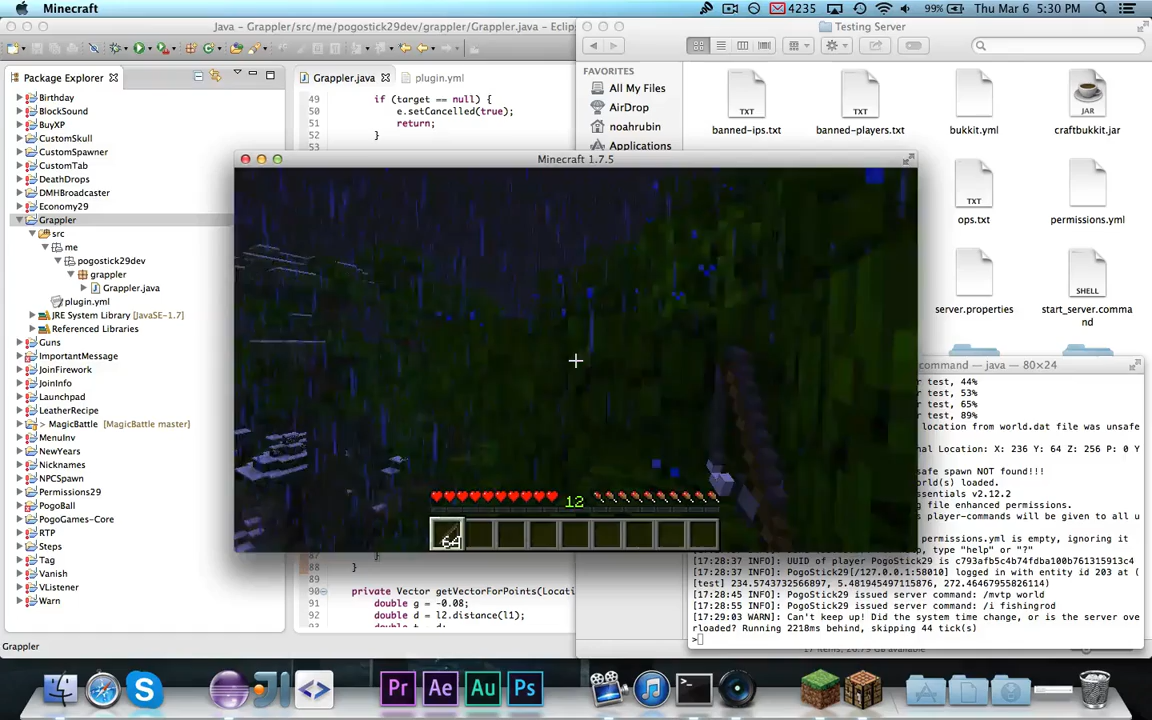 Minecraft
4235
99%
Thu Mar 6 5:30 PM
Java - Grappler/src/me/pogostick29dev/Grappler.java - Eclip
Testing Server
Package Explorer
Birthday
BlockSound
BuyXP
CustomSkull
CustomSpawner
CustomTab
DeathDrops
DMHBroadcaster
Economy29
Grappler
src
me
pogostick29dev
grappler
Grappler.java
plugin.yml
JRE System Library [JavaSE-1.7]
Referenced Libraries
Guns
ImportantMessage
JoinFirework
JoinInfo
Launchpad
LeatherRecipe
> MagicBattle [MagicBattle master]
MenuInv
NewYears
Nicknames
NPCSpawn
Permissions29
PogoBall
PogoGames-Core
RTP
Steps
Tag
Vanish
VListener
Warn
Grappler
Grappler.java
plugin.yml
49 if (target == null) {
50 e.setCancelled(true);
51 return;
52 }
53
Minecraft 1.7.5
12
64
87 }
88 }
89
90 private Vector getVectorForPoints(Locati
91 double g = -0.08;
92 double d = l2.distance(l1);
FAVORITES
All My Files
AirDrop
noahrubin
Applications
TXT
banned-ips.txt
TXT
banned-players.txt
bukkit.yml
JAR
craftbukkit.jar
TXT
ops.txt
permissions.yml
server.properties
SHELL
start_server.comma
nd
command — java — 80×24
r test, 44%
r test, 53%
r test, 65%
r test, 89%
location from world.dat file was unsafe
nal Location: X: 236 Y: 64 Z: 256 P: 0 Y
safe spawn NOT found!!!
world(s) loaded.
ssentials v2.12.2
ing file enhanced permissions.
s player-commands will be given to all u
permissions.yml is empty, ignoring it
, type "help" or "?"
[17:28:37 INFO]: UUID of player PogoStick29 is c793afb5c4b74fdba100b761315913c4
[17:28:37 INFO]: PogoStick29[/127.0.0.1:58010] logged in with entity id 203 at (
[test] 234.5743732566897, 5.481945497115876, 272.46467955826114)
[17:28:45 INFO]: PogoStick29 issued server command: /mvtp world
[17:28:55 INFO]: PogoStick29 issued server command: /i fishingrod
[17:29:03 WARN]: Can't keep up! Did the system time change, or is the server ove
rloaded? Running 2218ms behind, skipping 44 tick(s)
>
Pr
Ae
Au
Ps